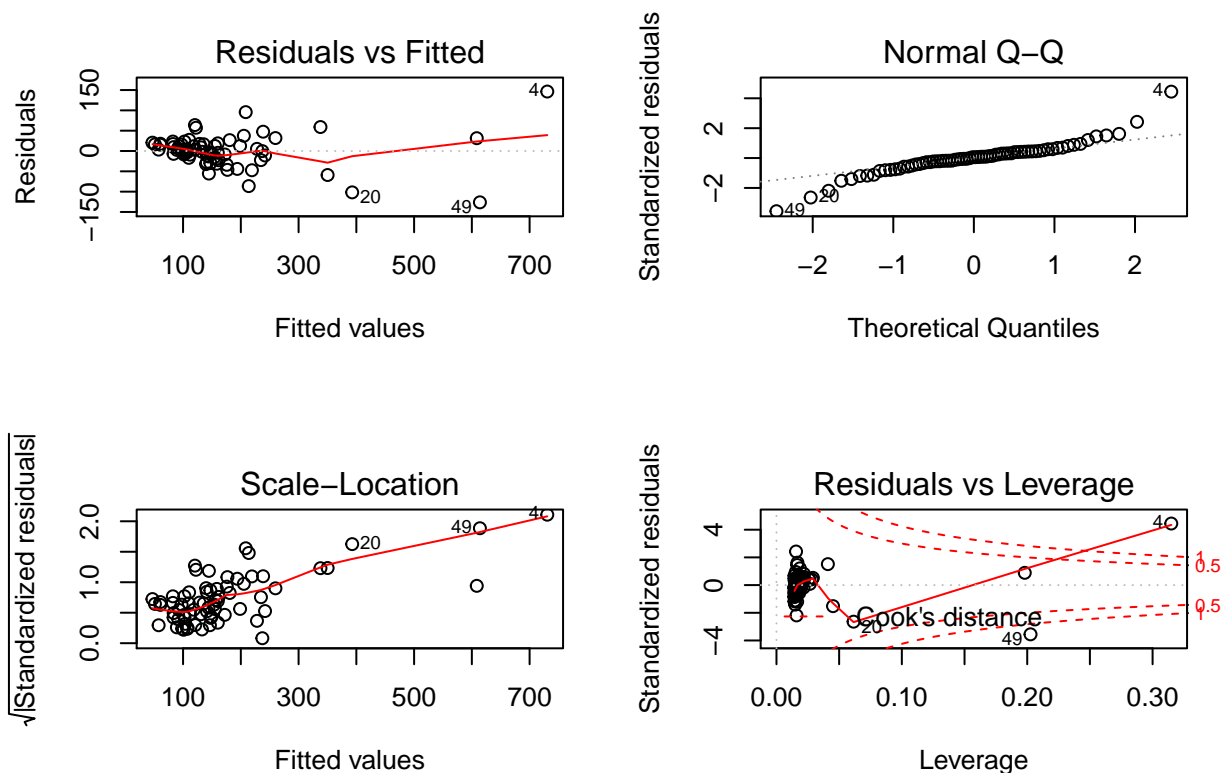 Residuals vs Fitted
Residuals
150
0
−150
4
20
49
100 300 500 700
Fitted values
Normal Q−Q
Standardized residuals
2
−2
4
20
49
−2 −1 0 1 2
Theoretical Quantiles
Scale−Location
√|Standardized residuals|
2.0
1.0
0.0
4
49
20
100 300 500 700
Fitted values
Residuals vs Leverage
Standardized residuals
4
0
−4
4
1
0.5
0.5
1
Cook's distance
20
49
0.00 0.10 0.20 0.30
Leverage